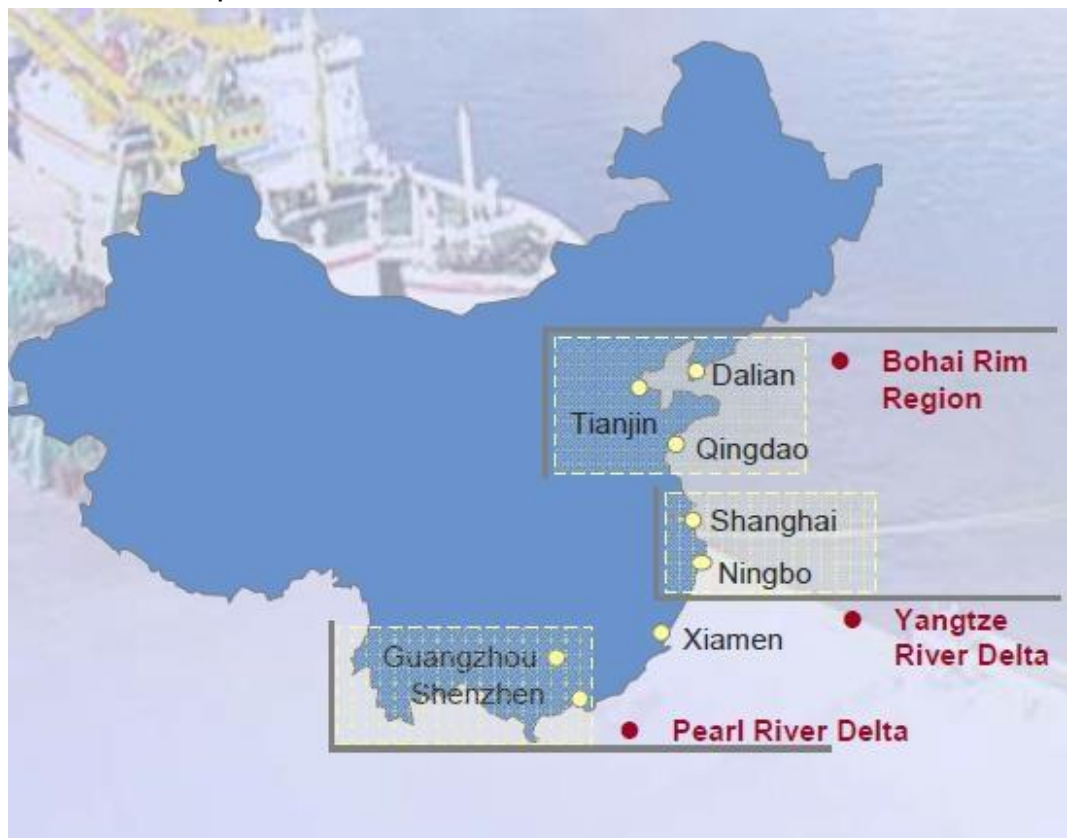 Dalian
Bohai Rim
Region
Tianjin
Qingdao
Shanghai
Ningbo
Yangtze
River Delta
Xiamen
Guangzhou
Shenzhen
Pearl River Delta